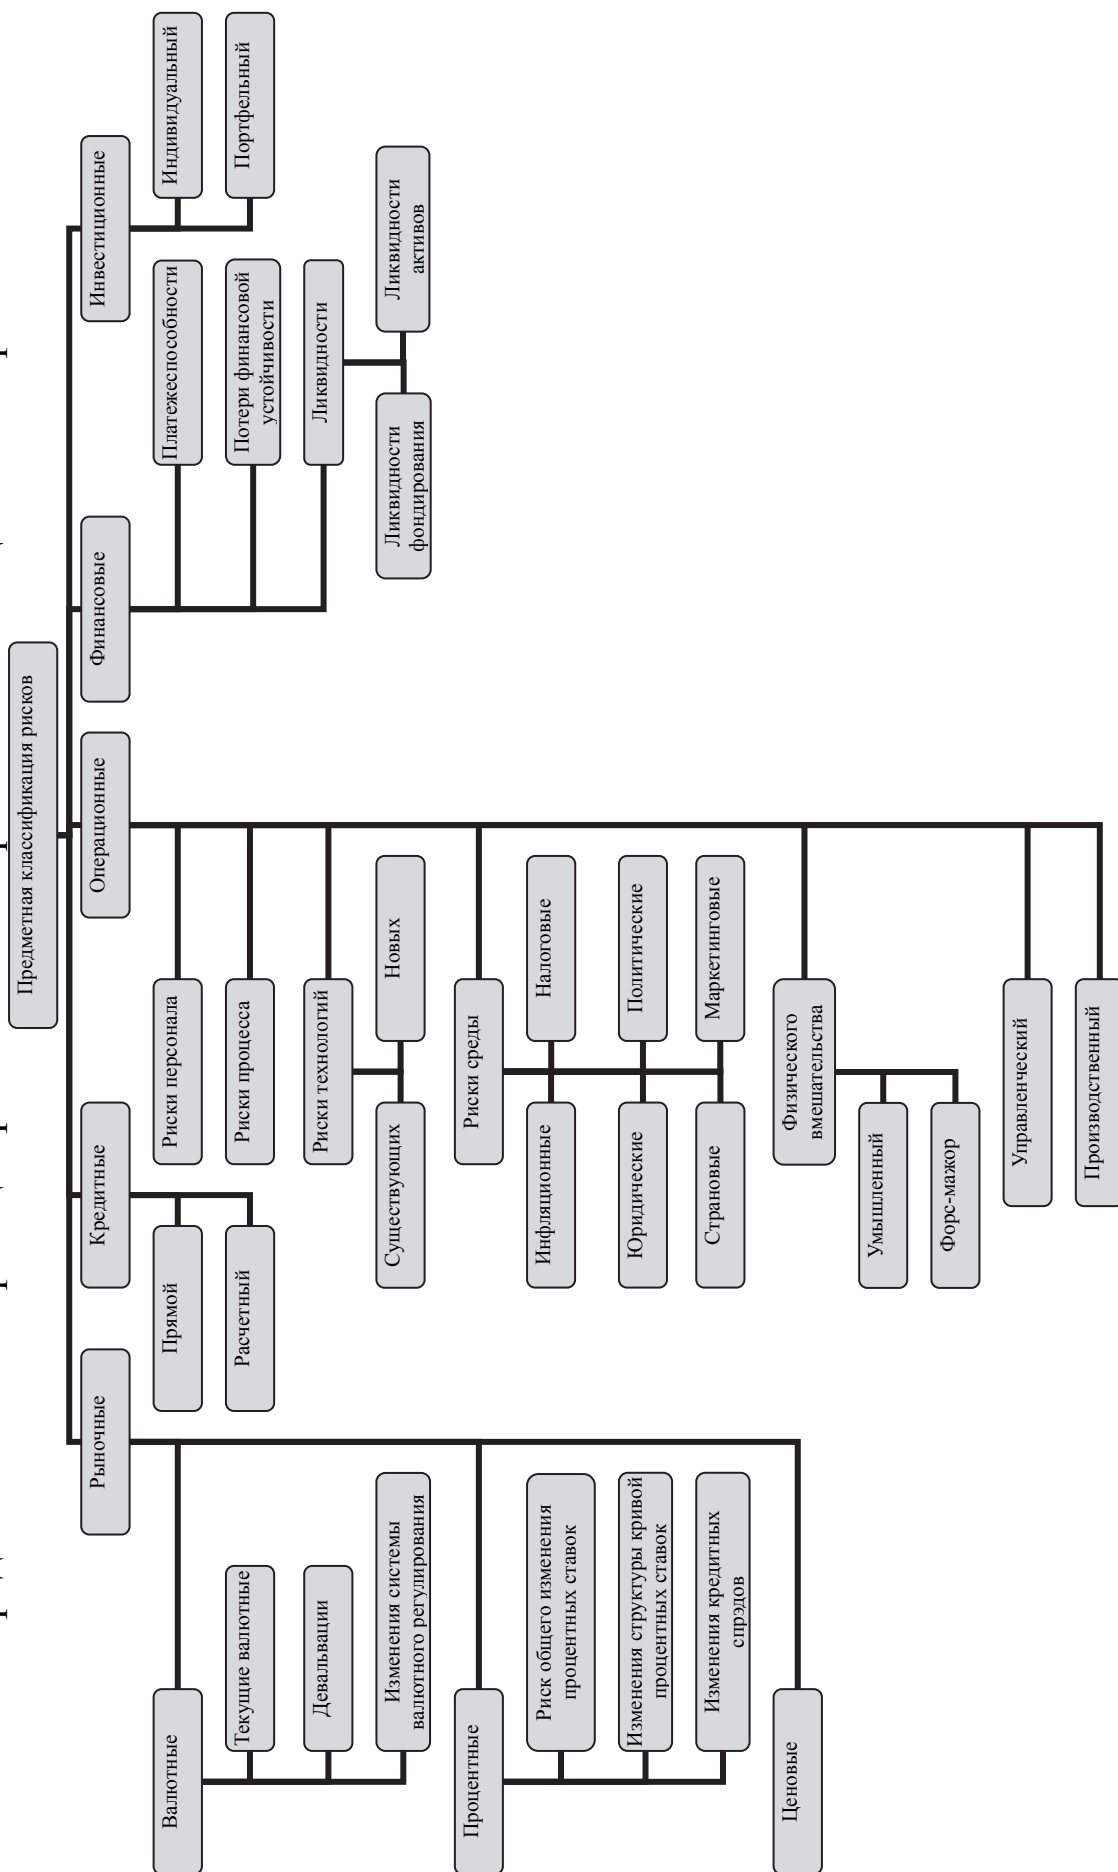 Предметная классификация рисков
Рыночные
Валютные
Текущие валютные
Девальвации
Изменения системы
валютного регулирования
Процентные
Риск общего изменения
процентных ставок
Изменения структуры кривой
процентных ставок
Изменения кредитных
спрэдов
Ценовые
Кредитные
Прямой
Расчетный
Операционные
Риски персонала
Риски процесса
Риски технологий
Существующих
Новых
Риски среды
Инфляционные
Налоговые
Юридические
Политические
Страновые
Маркетинговые
Физического
вмешательства
Умышленный
Форс-мажор
Управленческий
Производственный
Финансовые
Платежеспособности
Потери финансовой
устойчивости
Ликвидности
Ликвидности
фондирования
Ликвидности
активов
Инвестиционные
Индивидуальный
Портфельный